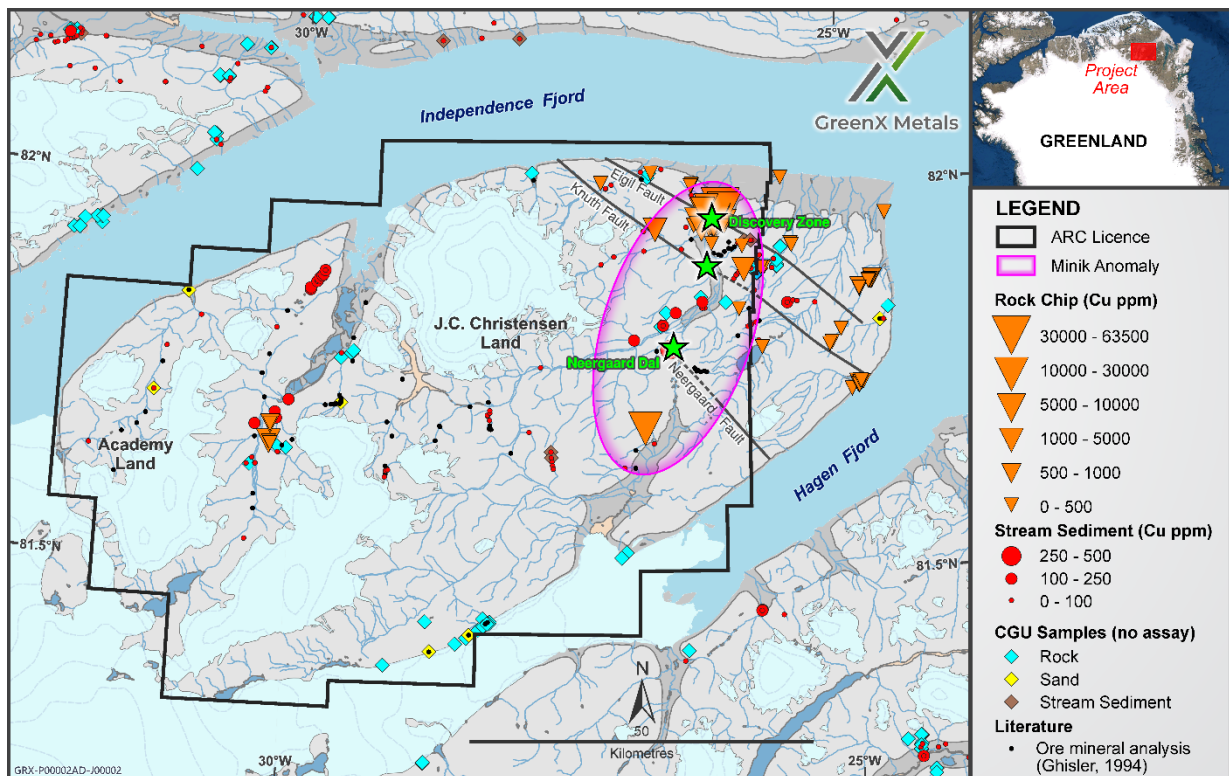 30°W
25°W
Independence Fjord
GreenX Metals
82°N
82°N
Eigil Fault
Knuth Fault
Discovery Zone
J.C. Christensen
Land
Neergaard Dal
Neergaard Fault
Academy
Land
Hagen Fjord
81.5°N
81.5°N
N
50
Kilometres
30°W
25°W
GRX-P00002AD-J00002
Project
Area
GREENLAND
LEGEND
ARC Licence
Minik Anomaly
Rock Chip (Cu ppm)
30000 - 63500
10000 - 30000
5000 - 10000
1000 - 5000
500 - 1000
0 - 500
Stream Sediment (Cu ppm)
250 - 500
100 - 250
0 - 100
CGU Samples (no assay)
Rock
Sand
Stream Sediment
Literature
Ore mineral analysis
(Ghisler, 1994)